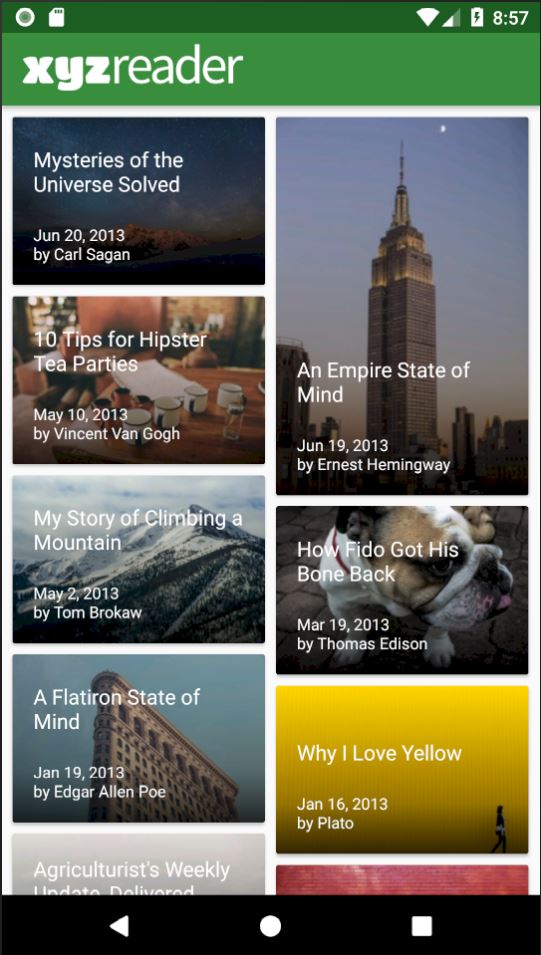 8:57
xyzreader
Mysteries of the
Universe Solved
Jun 20, 2013
by Carl Sagan
An Empire State of
Mind
Jun 19, 2013
by Ernest Hemingway
10 Tips for Hipster
Tea Parties
May 10, 2013
by Vincent Van Gogh
My Story of Climbing a
Mountain
May 2, 2013
by Tom Brokaw
How Fido Got His
Bone Back
Mar 19, 2013
by Thomas Edison
A Flatiron State of
Mind
Jan 19, 2013
by Edgar Allen Poe
Why I Love Yellow
Jan 16, 2013
by Plato
Agriculturist's Weekly
Update, Delivered